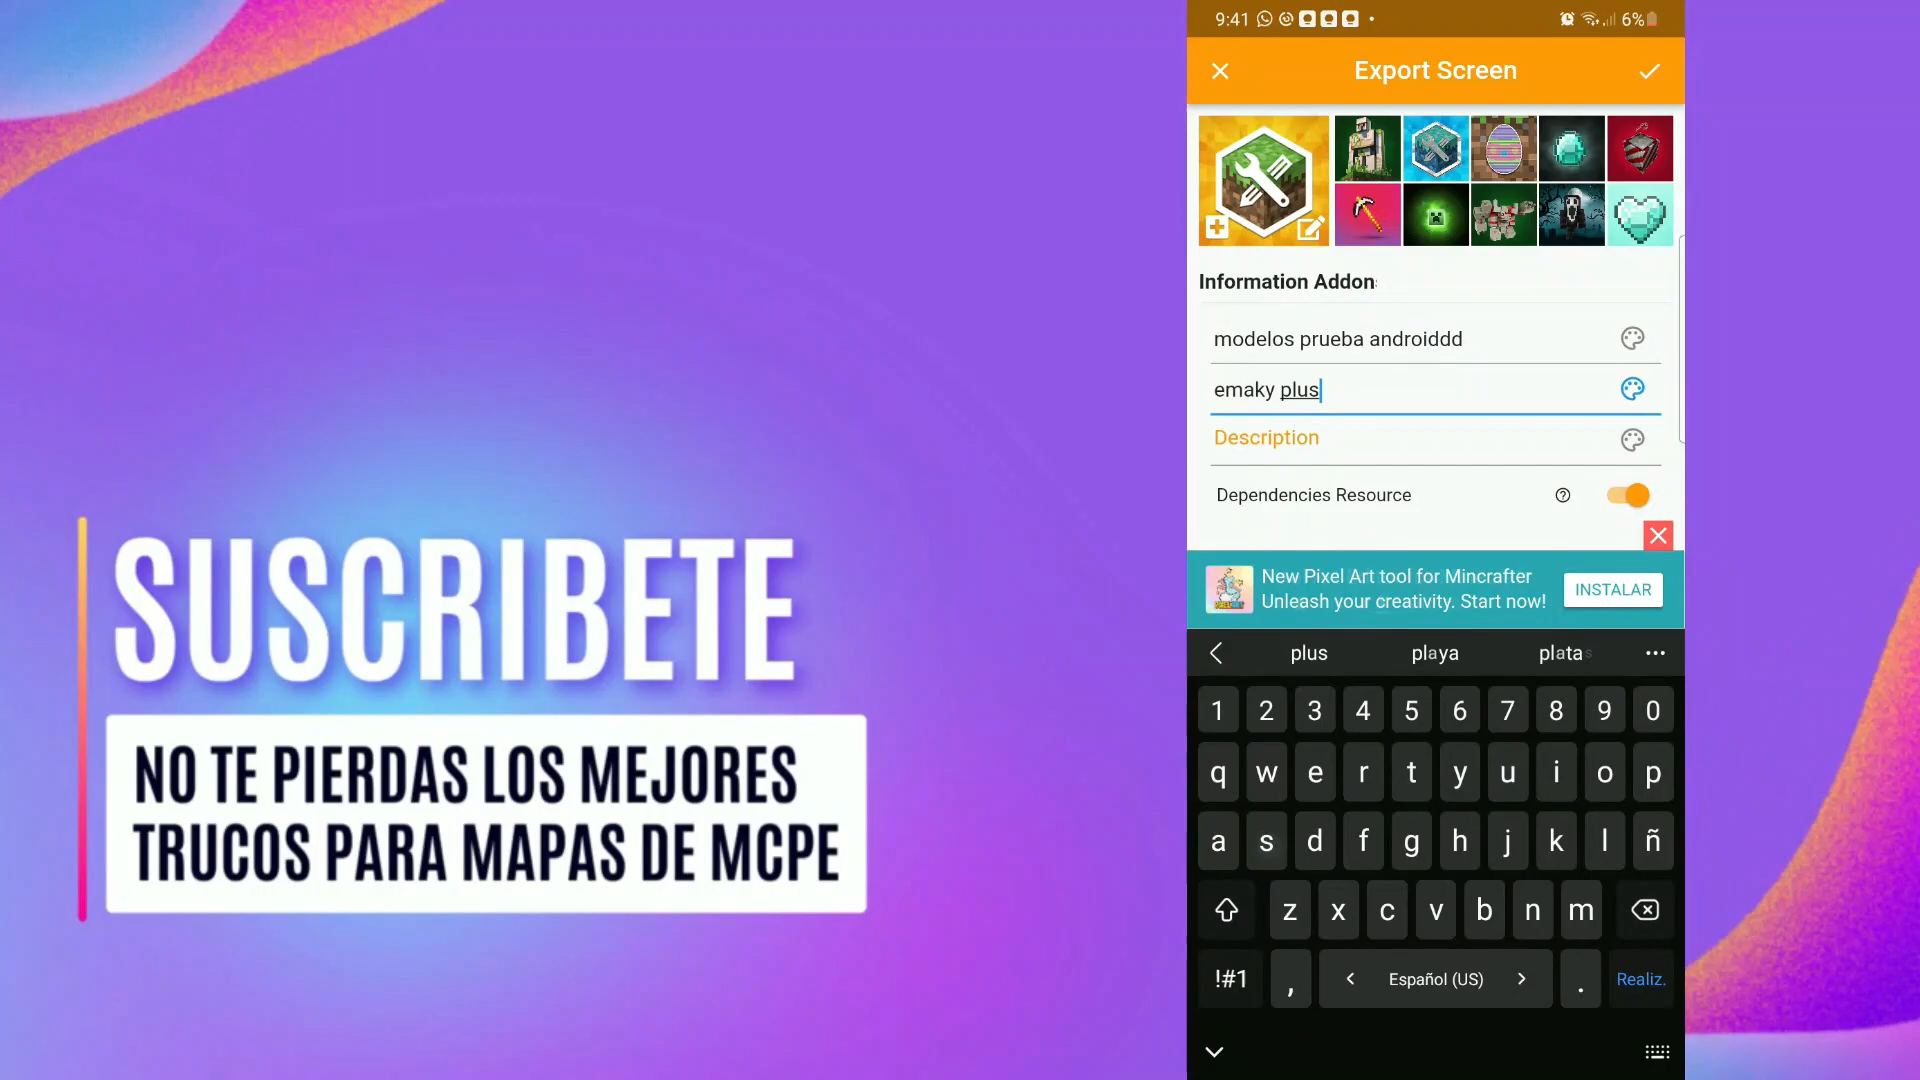 SUSCRIBETE
NO TE PIERDAS LOS MEJORES
TRUCOS PARA MAPAS DE MCPE
9:41 6%
Export Screen
Information Addon
modelos prueba androiddd
emaky plus
Description
Dependencies Resource
New Pixel Art tool for Mincrafter
Unleash your creativity. Start now!
INSTALAR
plus playa platas
1 2 3 4 5 6 7 8 9 0
q w e r t y u i o p
a s d f g h j k l ñ
z x c v b n m
!#1 , < Español (US) > . Realiz.